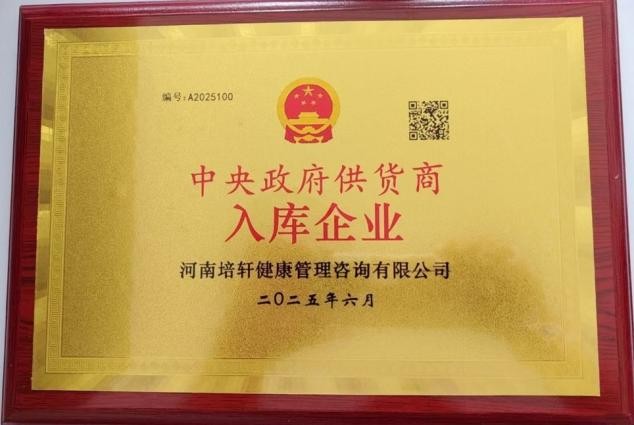 编号:A2025100
中央政府供货商
入库企业
河南培轩健康管理咨询有限公司
二〇二五年六月